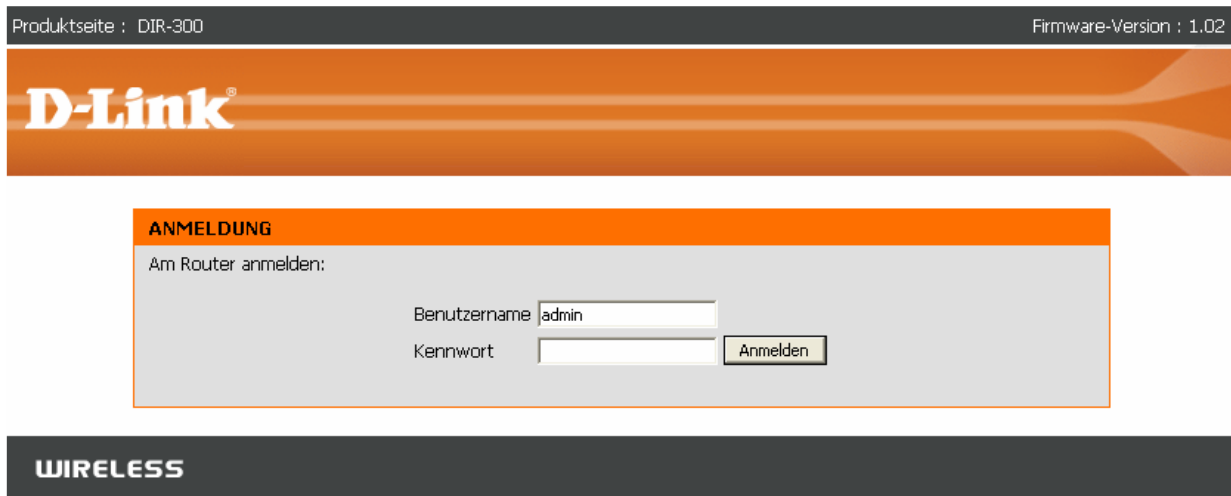 Produktseite : DIR-300 Firmware-Version : 1.02
D-Link®
ANMELDUNG
Am Router anmelden:
Benutzername admin
Kennwort Anmelden
WIRELESS